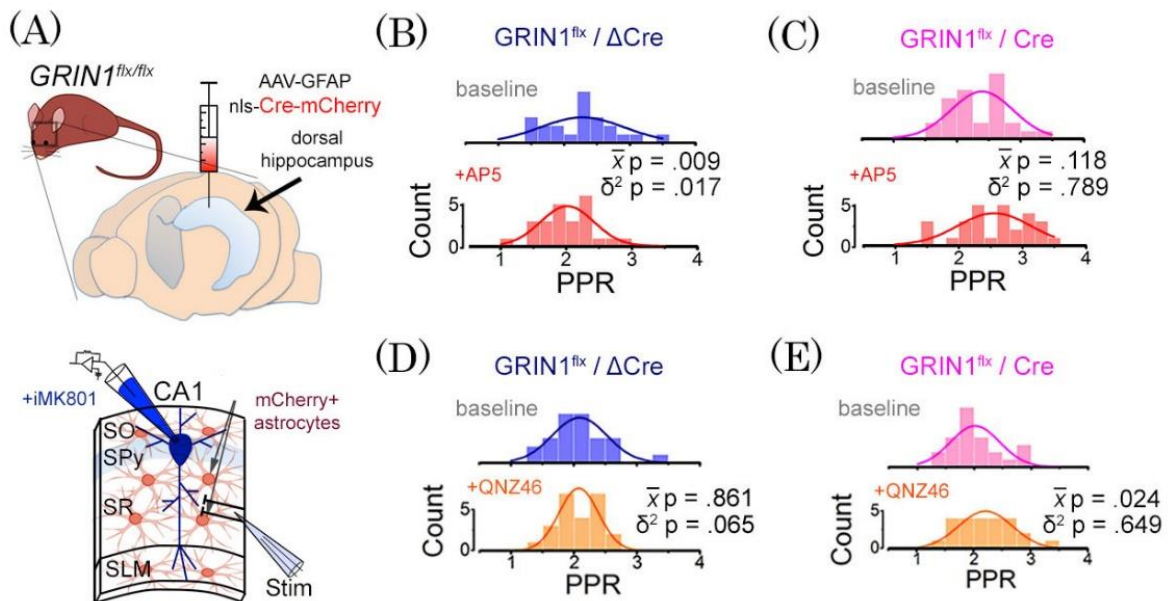 (A)
GRIN1flx/flx
AAV-GFAP
nls-Cre-mCherry
dorsal
hippocampus
+iMK801
CA1
mCherry+
astrocytes
SO
SPy
SR
SLM
Stim
(B)
GRIN1flx / ΔCre
baseline
x̄ p = .009
δ² p = .017
+AP5
Count
5
0
1 2 3 4
PPR
(C)
GRIN1flx / Cre
baseline
x̄ p = .118
δ² p = .789
+AP5
Count
5
0
1 2 3 4
PPR
(D)
GRIN1flx / ΔCre
baseline
x̄ p = .861
δ² p = .065
+QNZ46
Count
5
0
1 2 3 4
PPR
(E)
GRIN1flx / Cre
baseline
x̄ p = .024
δ² p = .649
+QNZ46
Count
5
0
1 2 3 4
PPR